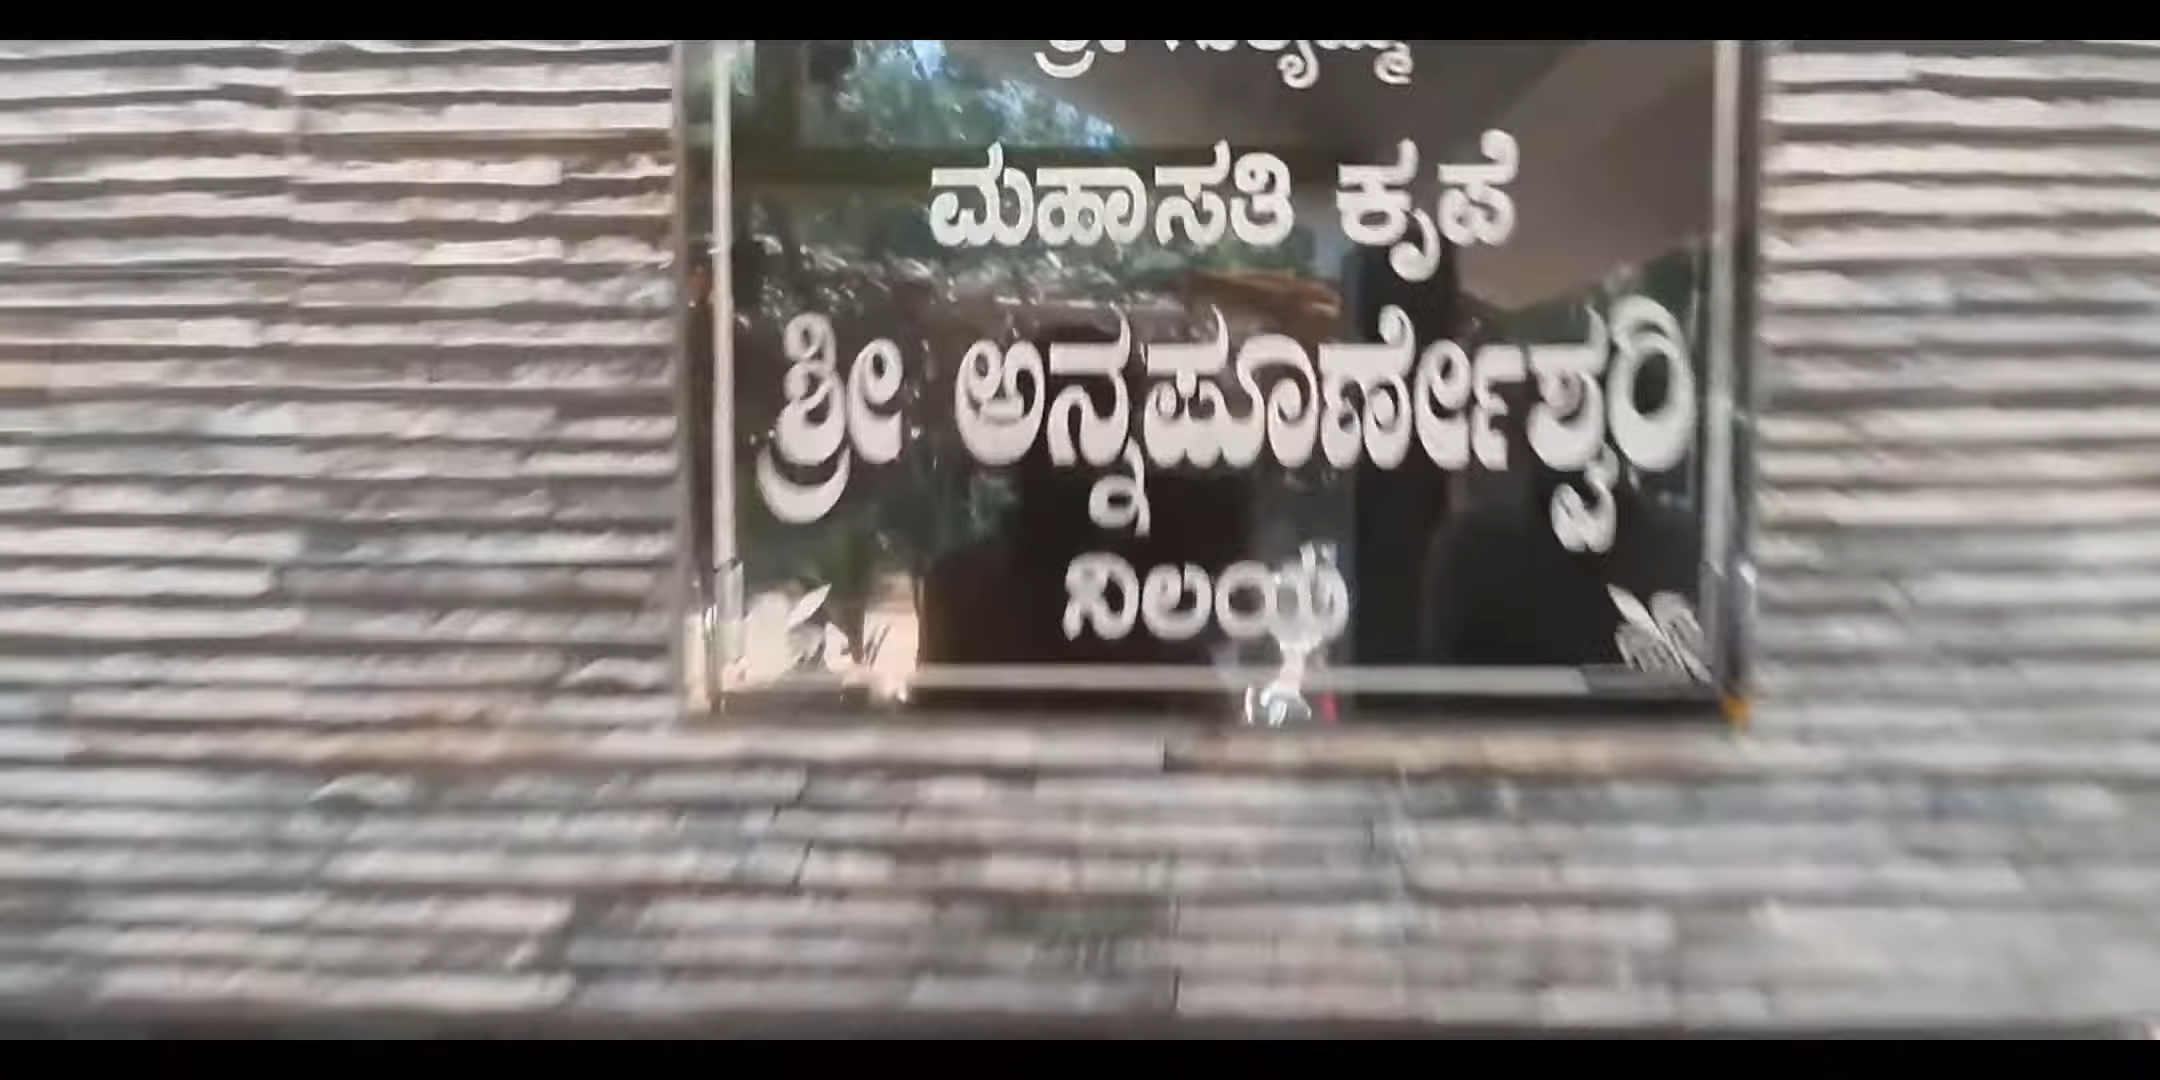 ಶ್ರೀ
ಮಹಾಸತಿ ಕೃಪೆ
ಶ್ರೀ ಅನ್ನಪೂರ್ಣೇಶ್ವರಿ
ನಿಲಯ